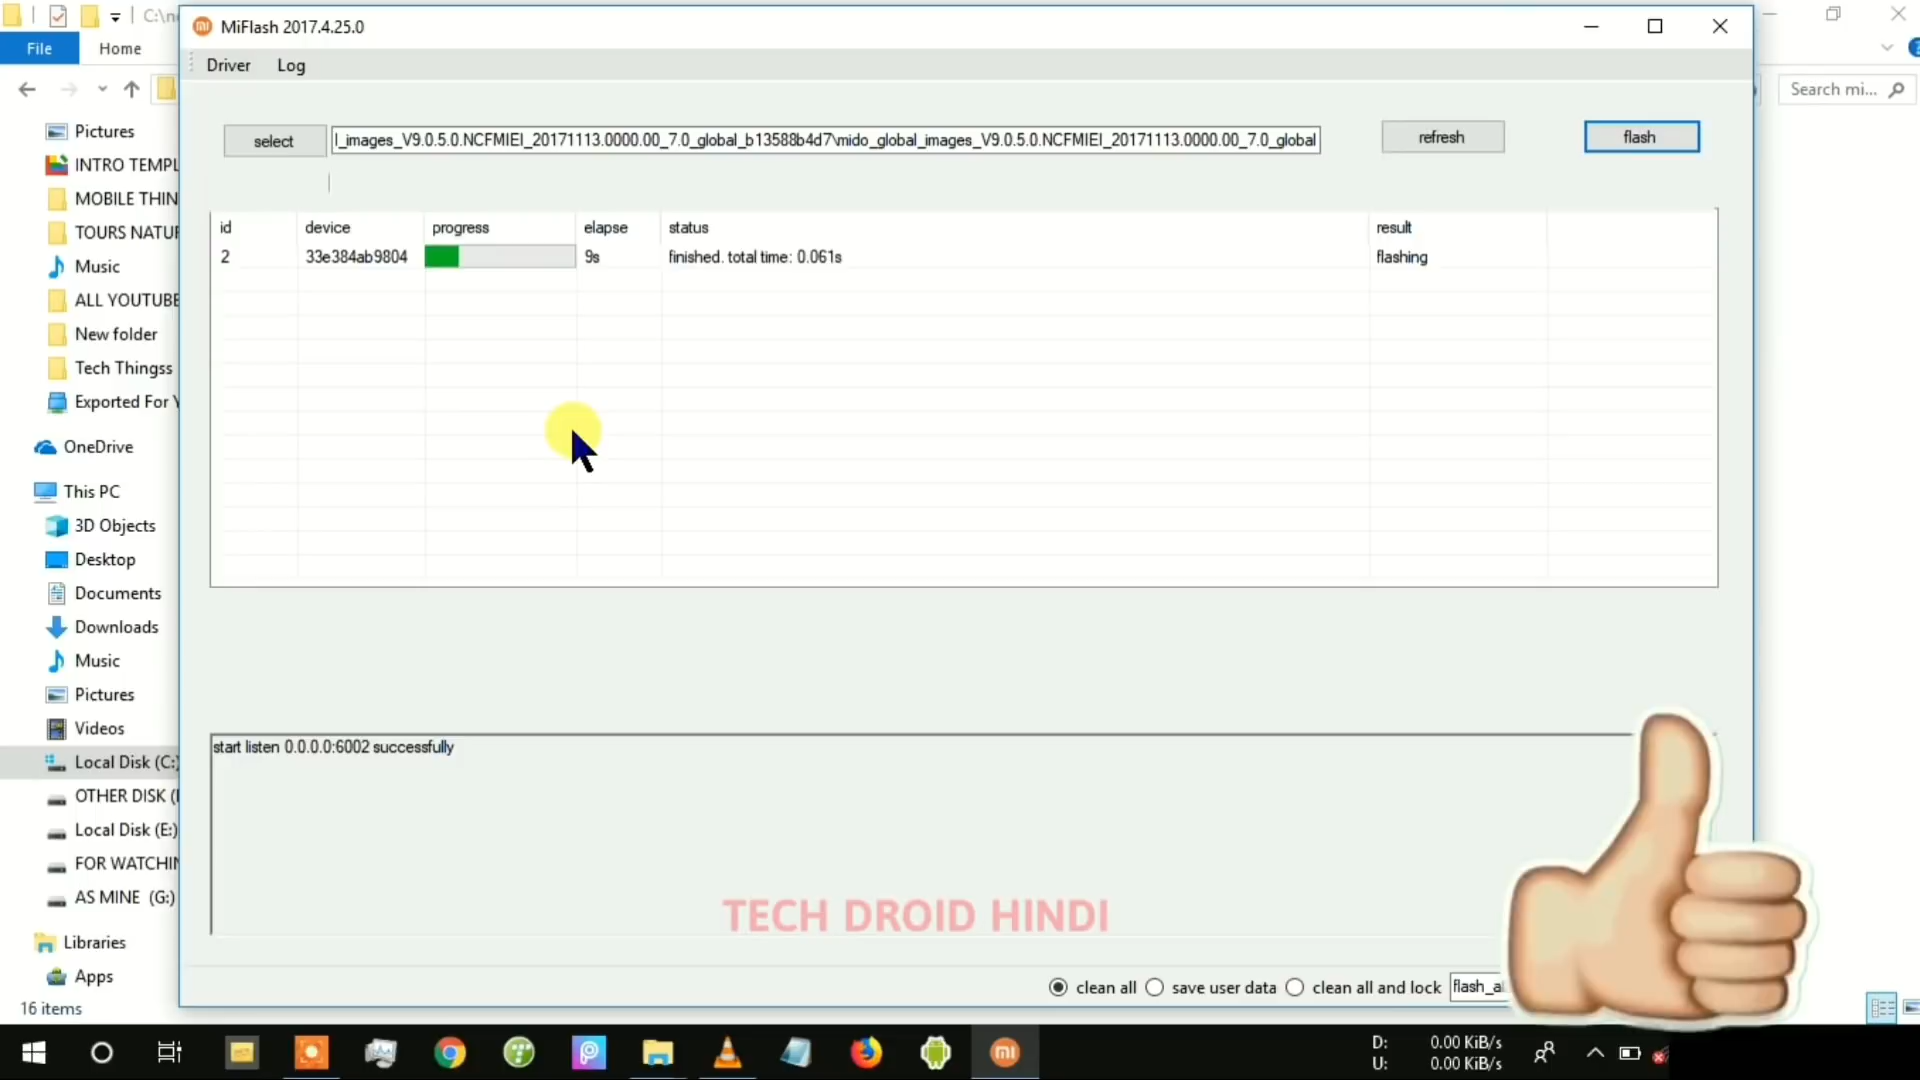 C:\n
MiFlash 2017.4.25.0
File
Home
Driver
Log
Search mi...
select
l_images_V9.0.5.0.NCFMIEI_20171113.0000.00_7.0_global_b13588b4d7\mido_global_images_V9.0.5.0.NCFMIEI_20171113.0000.00_7.0_global
refresh
flash
id
device
progress
elapse
status
result
2
33e384ab9804
9s
finished. total time: 0.061s
flashing
Pictures
INTRO TEMPL
MOBILE THIN
TOURS NATUR
Music
ALL YOUTUBE
New folder
Tech Thingss
Exported For Y
OneDrive
This PC
3D Objects
Desktop
Documents
Downloads
Music
Pictures
Videos
Local Disk (C:)
OTHER DISK (
Local Disk (E:)
FOR WATCHIN
AS MINE (G:)
Libraries
Apps
16 items
start listen 0.0.0.0:6002 successfully
TECH DROID HINDI
clean all
save user data
clean all and lock
flash_al
D: 0.00 KiB/s
U: 0.00 KiB/s